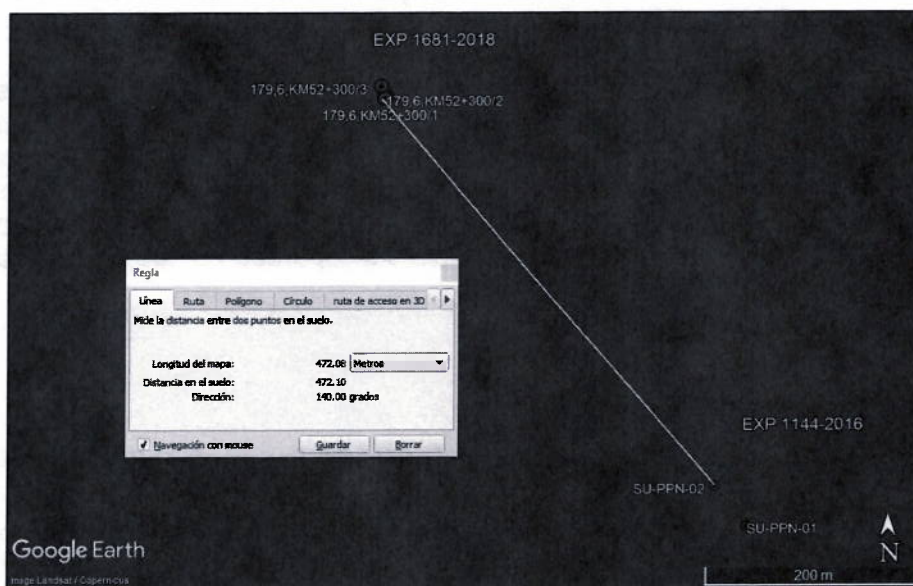 EXP 1681-2018
179,6,KM52+300/3
179,6,KM52+300/2
179,6,KM52+300/1
Regla
Línea Ruta Polígono Círculo ruta de acceso en 3D
Mide la distancia entre dos puntos en el suelo.
Longitud del mapa: 472.08 Metros
Distancia en el suelo: 472.10
Dirección: 140.00 grados
Navegación con mouse Guardar Borrar
EXP 1144-2016
SU-PPN-02
SU-PPN-01
N
Google Earth
Image Landsat / Copernicus
200 m